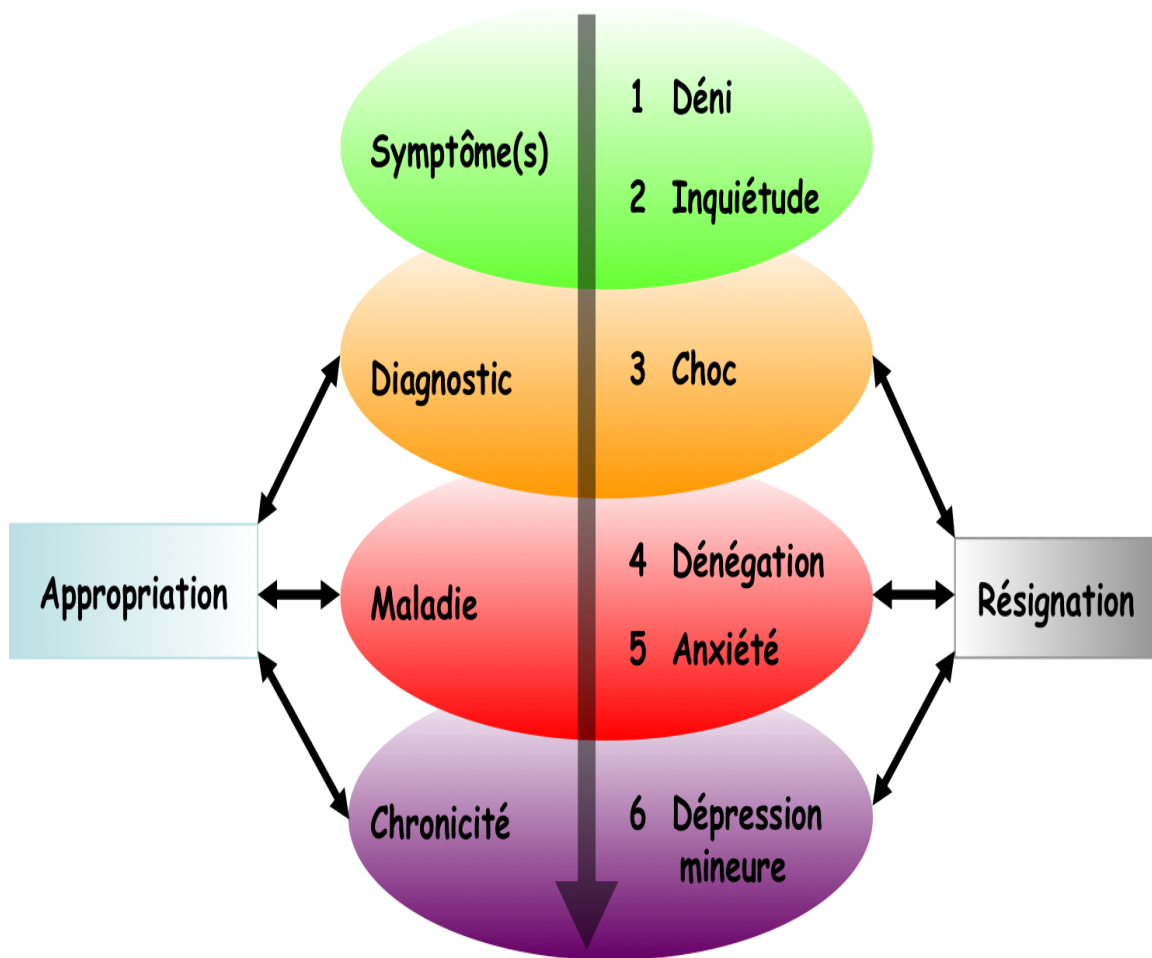 Symptôme(s)
1 Déni
2 Inquiétude
Diagnostic
3 Choc
Appropriation
Maladie
4 Dénégation
5 Anxiété
Résignation
Chronicité
6 Dépression
mineure